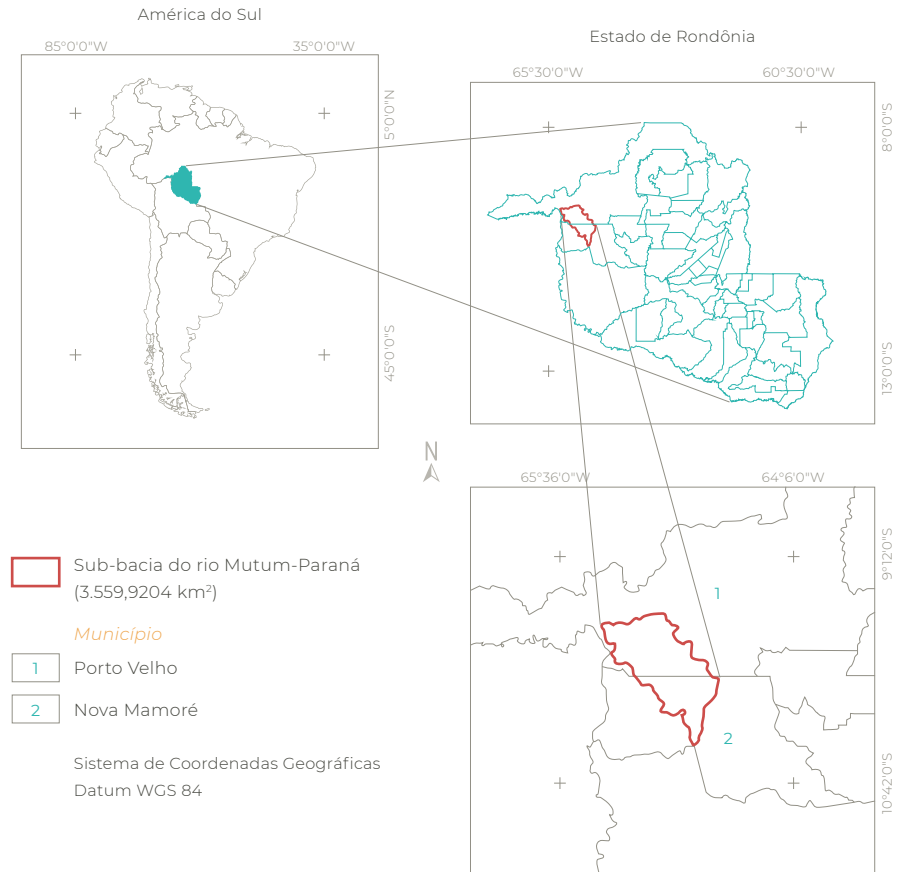 América do Sul
85°0'0"W
35°0'0"W
5°0'0"N
45°0'0"S
Estado de Rondônia
65°30'0"W
60°30'0"W
8°0'0"S
13°0'0"S
N
65°36'0"W
64°6'0"W
9°12'0"S
10°42'0"S
1
2
Sub-bacia do rio Mutum-Paraná
(3.559,9204 km²)
Município
1 Porto Velho
2 Nova Mamoré
Sistema de Coordenadas Geográficas
Datum WGS 84